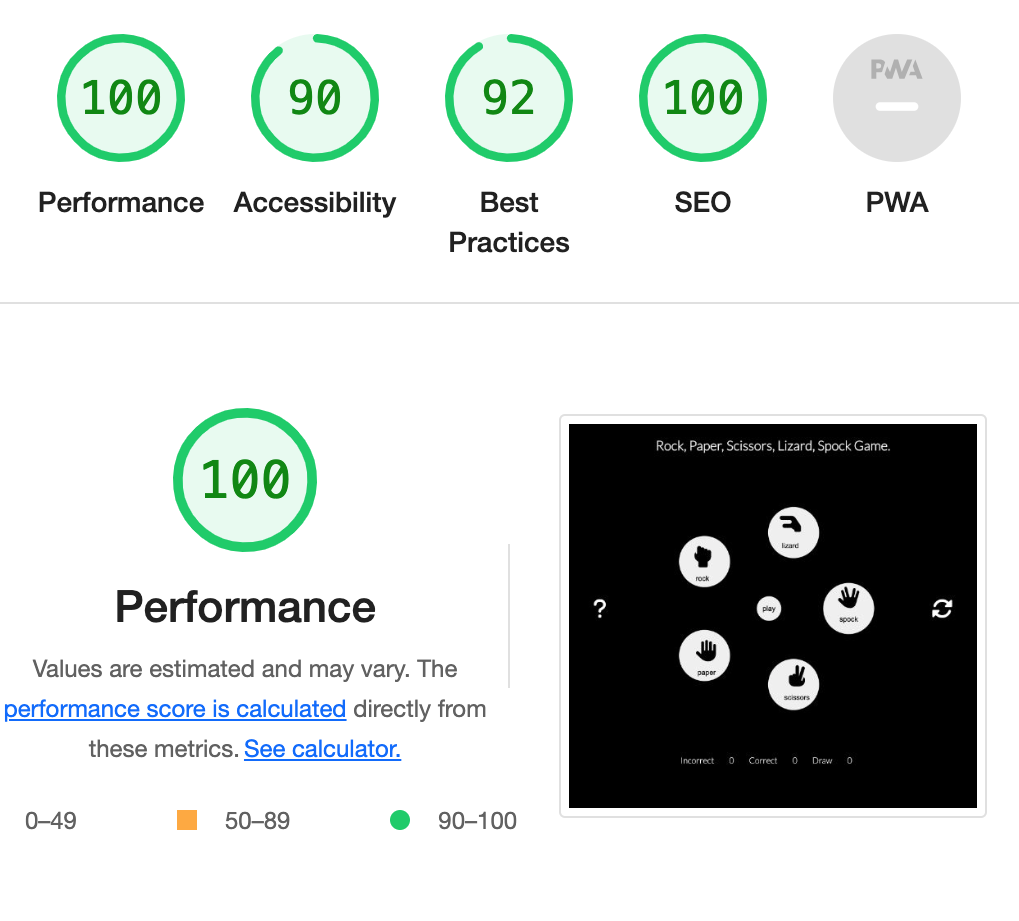 100
90
92
100
PWA
Performance
Accessibility
Best
Practices
SEO
PWA
100
Performance
Values are estimated and may vary. The
performance score is calculated directly from
these metrics. See calculator.
0–49
50–89
90–100
Rock, Paper, Scissors, Lizard, Spock Game.
lizard
rock
?
play
spock
paper
scissors
Incorrect 0 Correct 0 Draw 0